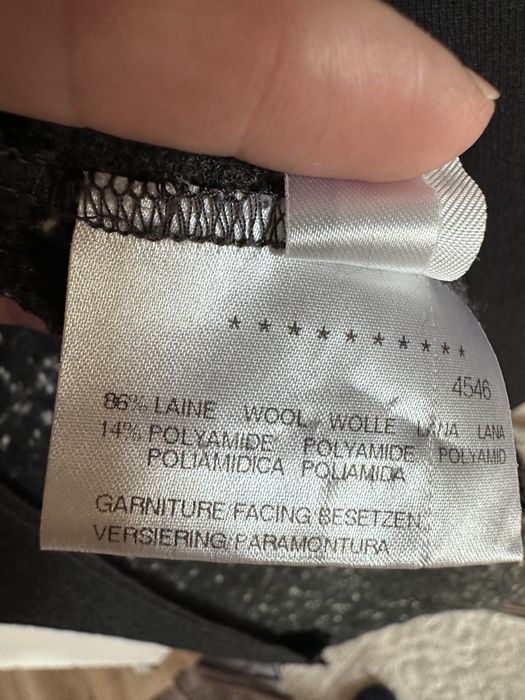 * * * * * * * * * *
4546
86% LAINE WOOL WOLLE LANA LANA
14% POLYAMIDE POLYAMIDE POLYAMID
POLIAMIDICA POLIAMIDA
GARNITURE FACING BESETZEN
VERSIERING PARAMONTURA